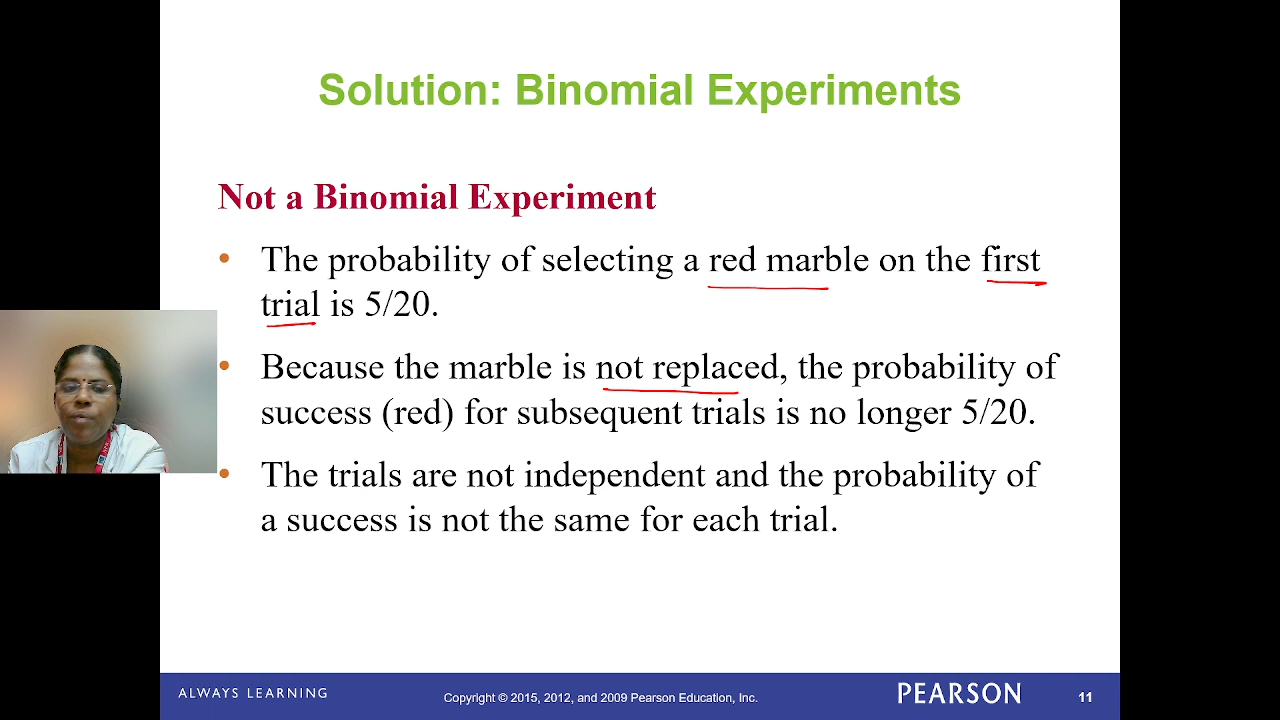 Solution: Binomial Experiments
Not a Binomial Experiment
• The probability of selecting a red marble on the first
trial is 5/20.
• Because the marble is not replaced, the probability of
success (red) for subsequent trials is no longer 5/20.
• The trials are not independent and the probability of
a success is not the same for each trial.
ALWAYS LEARNING
Copyright © 2015, 2012, and 2009 Pearson Education, Inc.
PEARSON
11